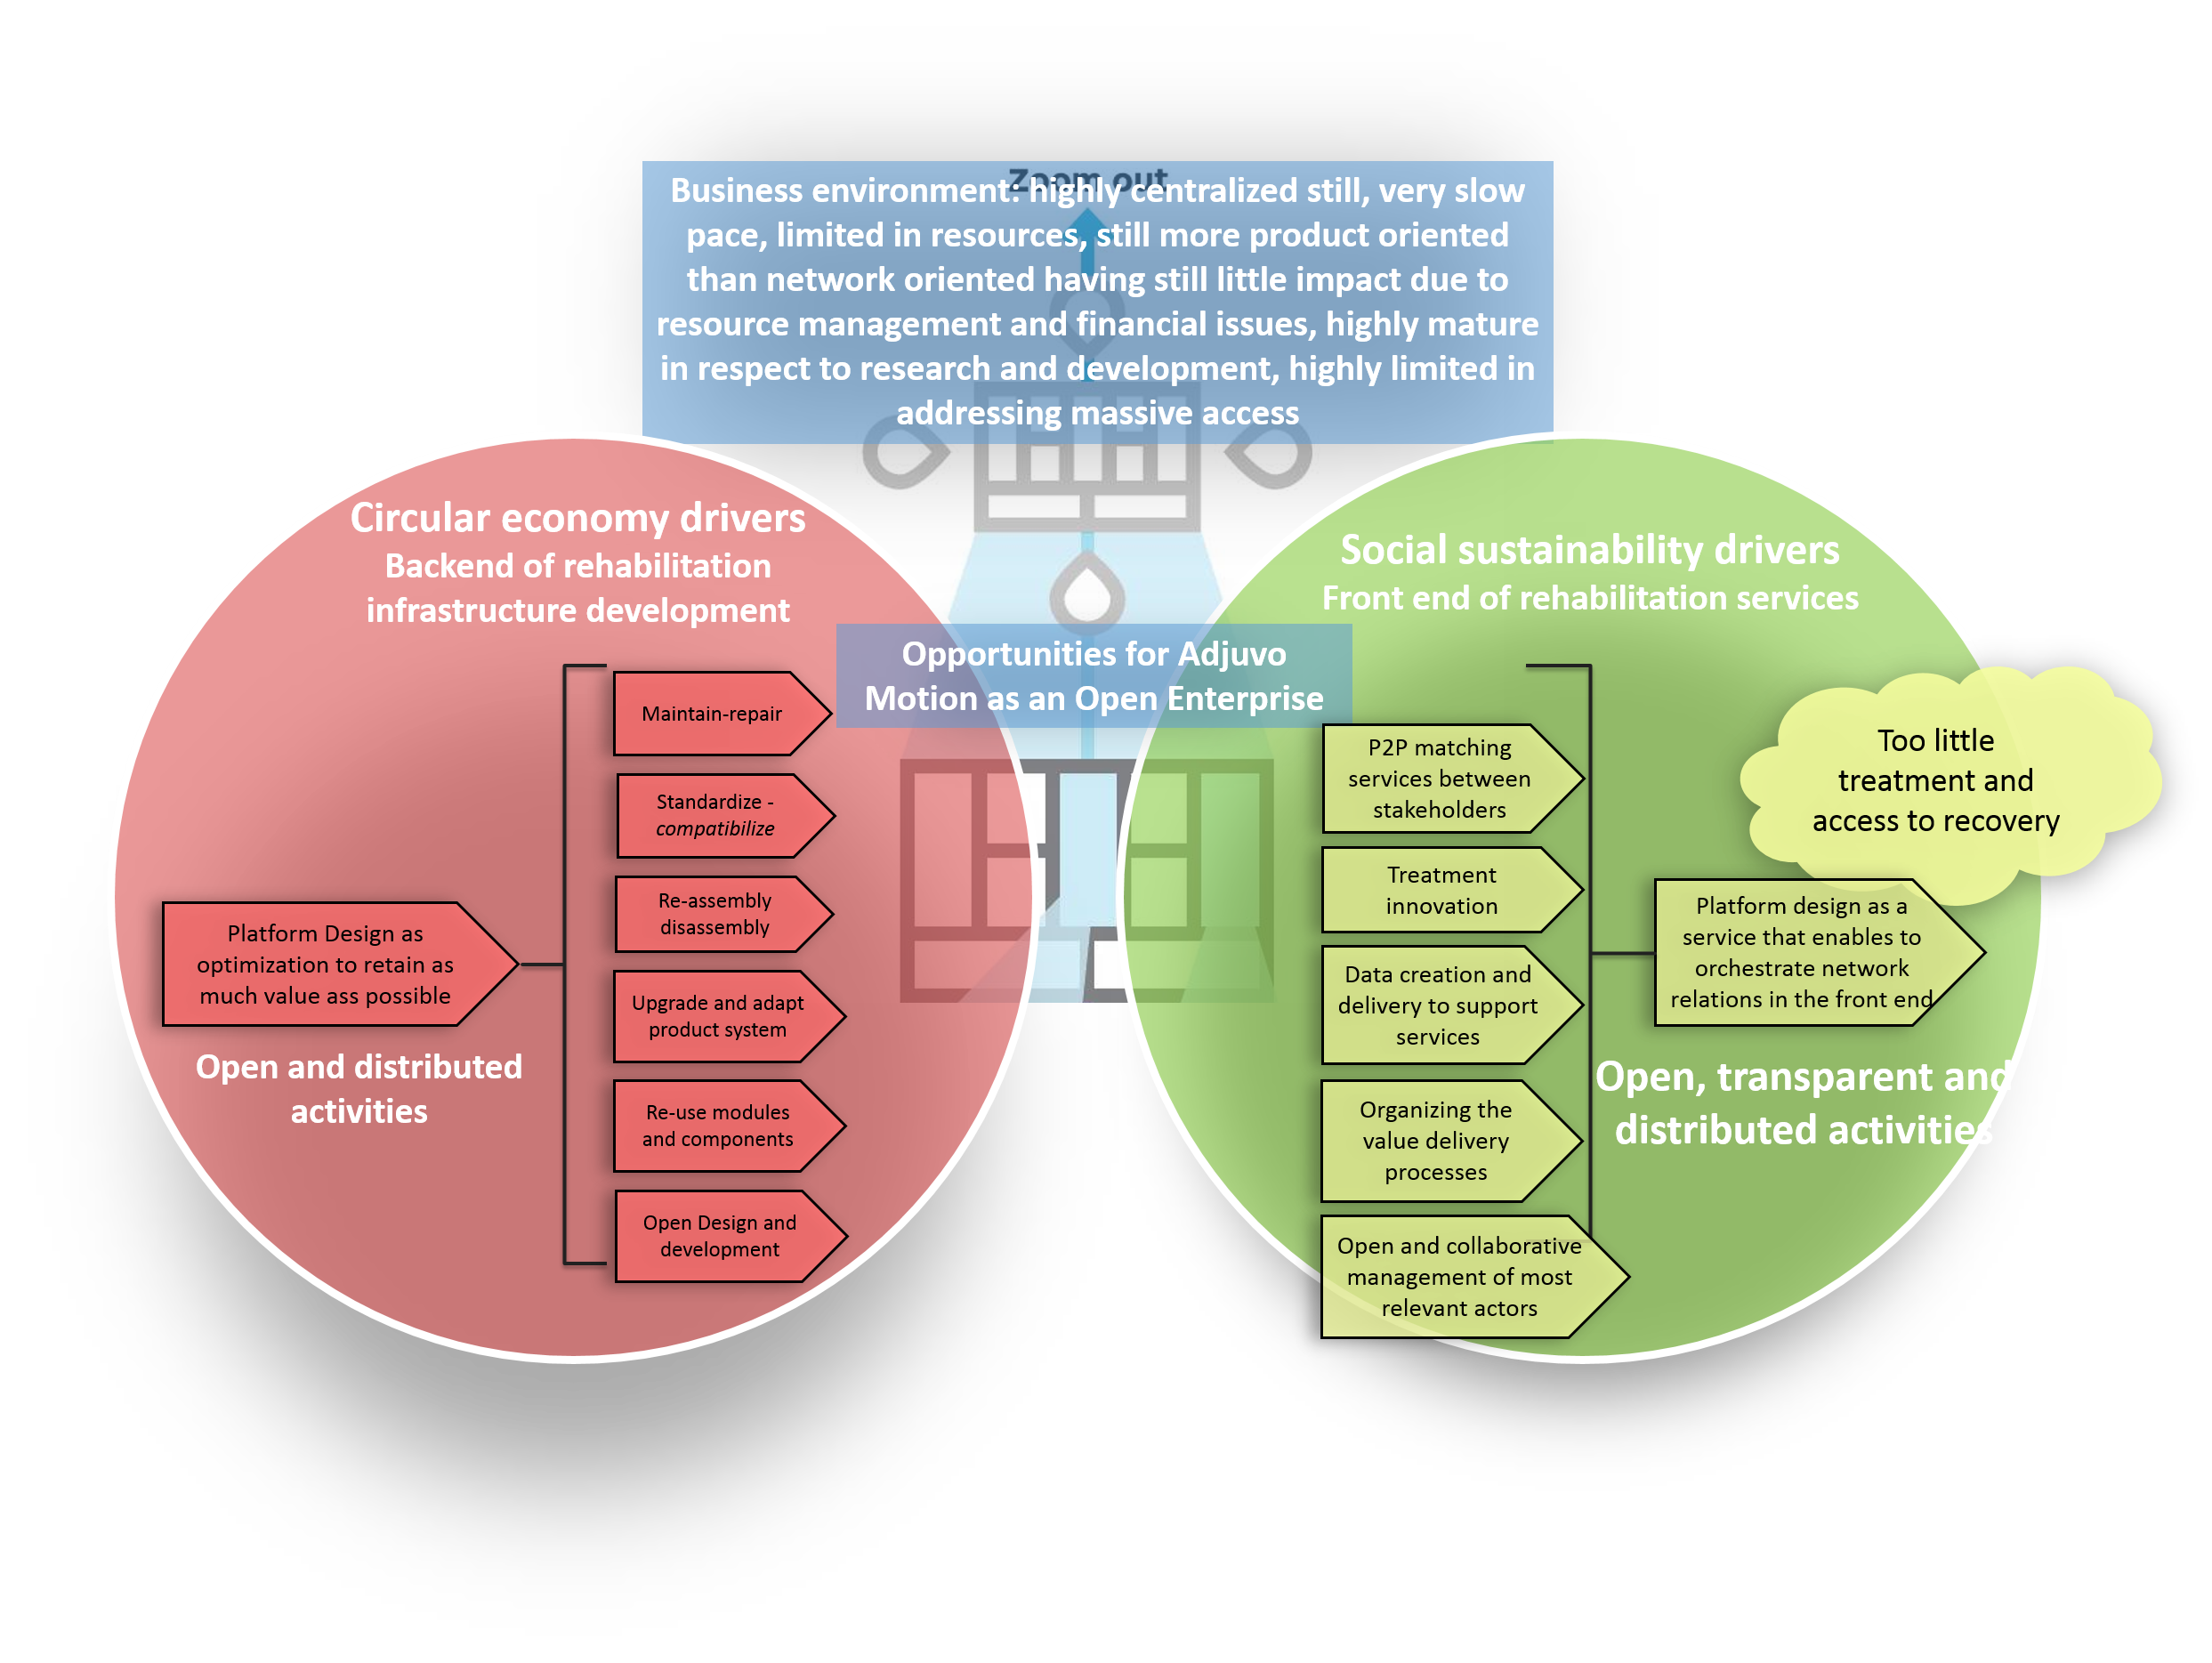 Zoom out
Business environment: highly centralized still, very slow
pace, limited in resources, still more product oriented
than network oriented having still little impact due to
resource management and financial issues, highly mature
in respect to research and development, highly limited in
addressing massive access
Circular economy drivers
Backend of rehabilitation
infrastructure development
Social sustainability drivers
Front end of rehabilitation services
Opportunities for Adjuvo
Motion as an Open Enterprise
Maintain-repair
Standardize -
compatibilize
Re-assembly
disassembly
Upgrade and adapt
product system
Re-use modules
and components
Open Design and
development
Platform Design as
optimization to retain as
much value ass possible
Open and distributed
activities
P2P matching
services between
stakeholders
Treatment
innovation
Data creation and
delivery to support
services
Organizing the
value delivery
processes
Open and collaborative
management of most
relevant actors
Too little
treatment and
access to recovery
Platform design as a
service that enables to
orchestrate network
relations in the front end
Open, transparent and
distributed activities